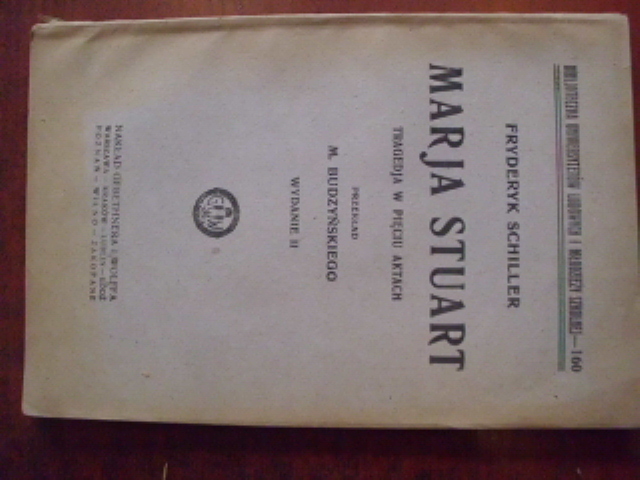 BIBLJOTECZKA UNIWERSYTETÓW LUDOWYCH I MŁODZIEŻY SZKOLNEJ — 160
FRYDERYK SCHILLER
MARJA STUART
TRAGEDJA W PIĘCIU AKTACH
PRZEKŁAD
M. BUDZYŃSKIEGO
WYDANIE II
NAKŁAD GEBETHNERA I WOLFFA
WARSZAWA – KRAKÓW – LUBLIN – ŁÓDŹ
POZNAŃ – WILNO – ZAKOPANE